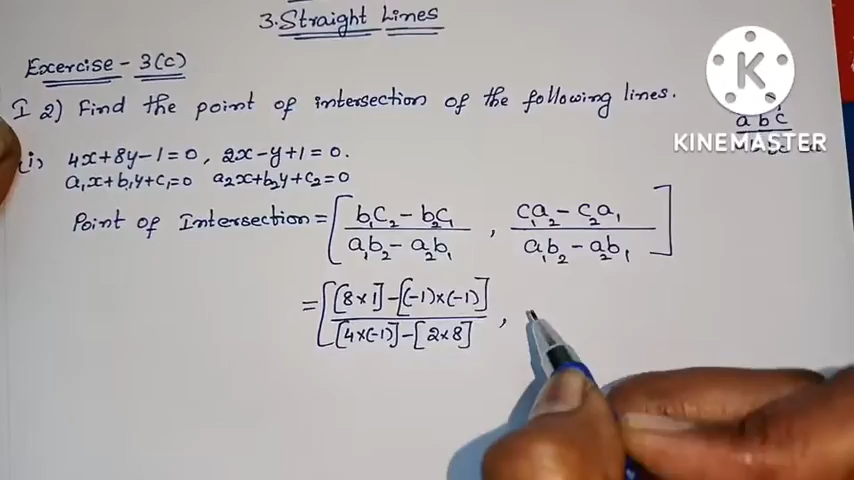 3. Straight Lines
Excercise - 3(c)
I 2) Find the point of intersection of the following lines.
i) 4x+8y-1=0, 2x-y+1=0.
a₁x+b₁y+c₁=0 a₂x+b₂y+c₂=0
Point of Intersection = [ (b₁c₂-b₂c₁)/(a₁b₂-a₂b₁) , (c₁a₂-c₂a₁)/(a₁b₂-a₂b₁) ]
= [ ([8×1]-[(-1)×(-1)])/([4×(-1)]-[2×8]) ,
a b c
KINEMASTER